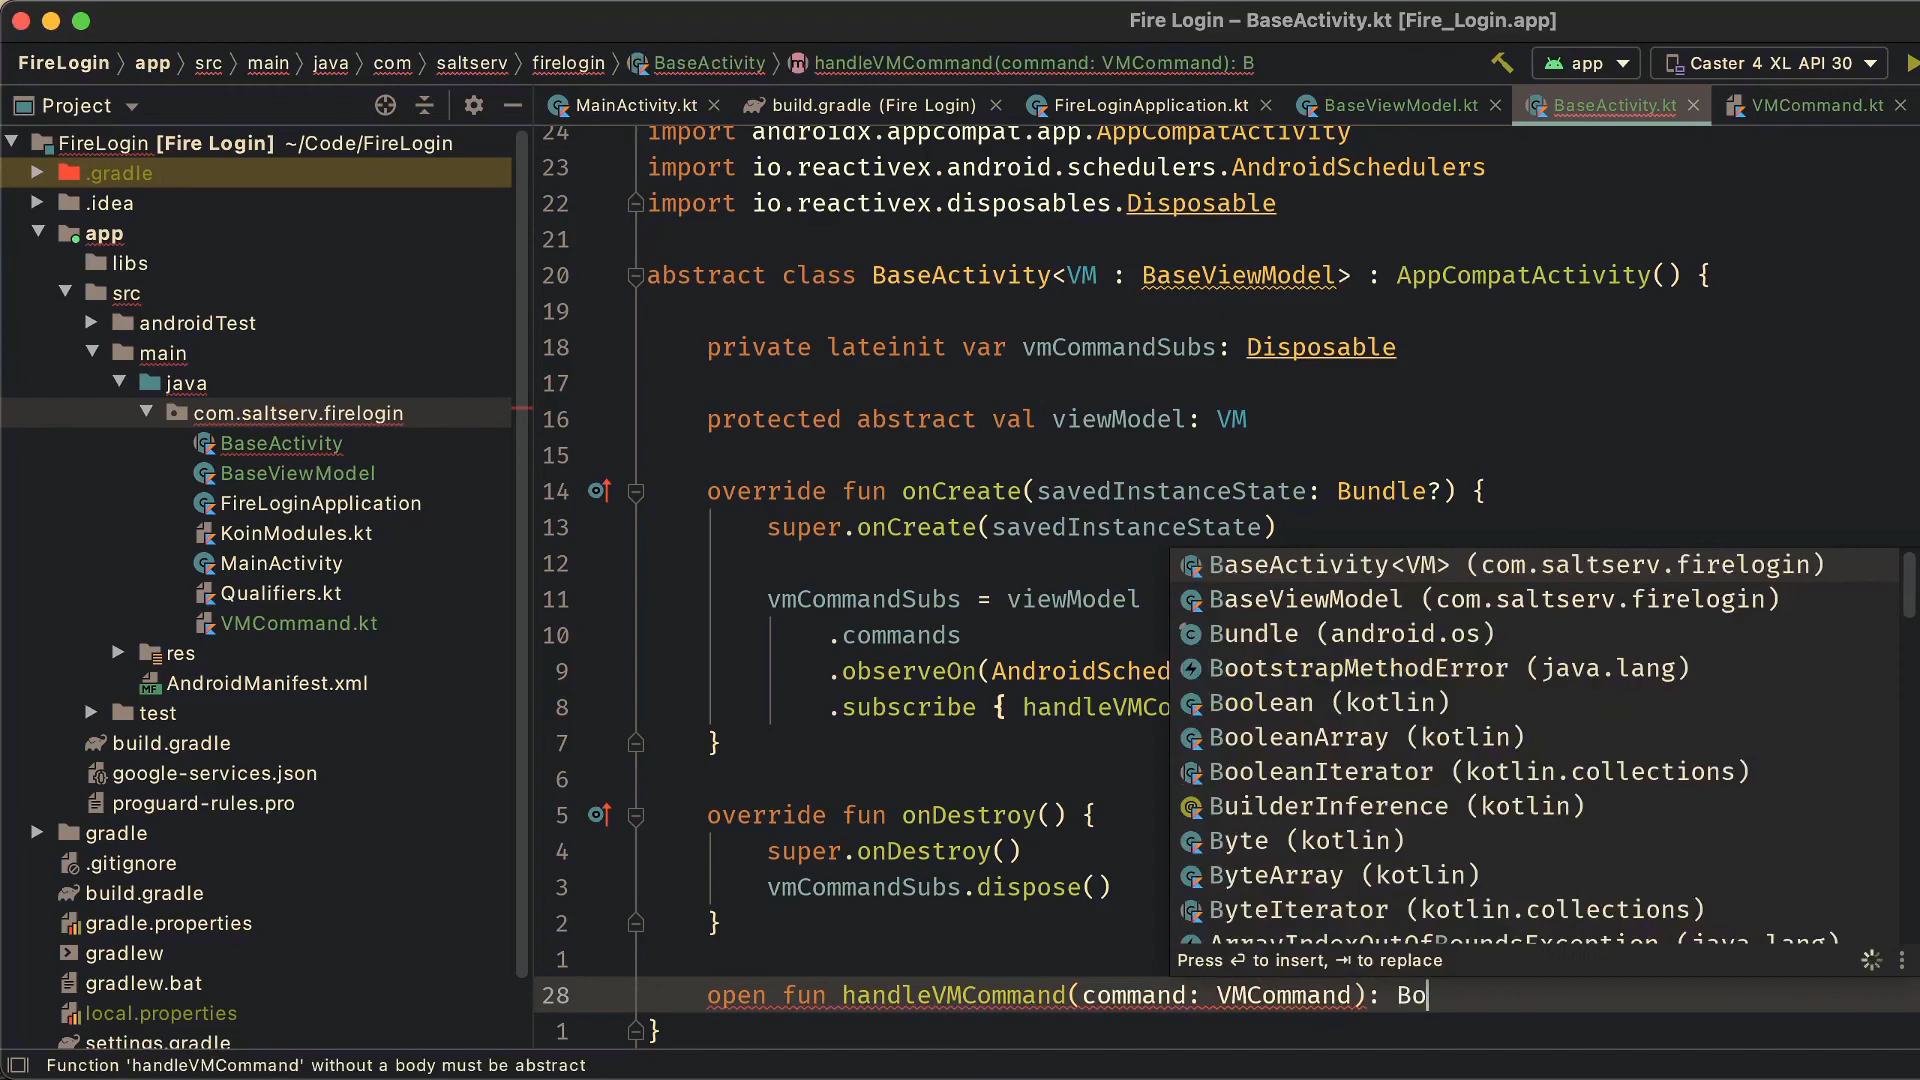 Fire Login – BaseActivity.kt [Fire_Login.app]
FireLogin 〉 app 〉 src 〉 main 〉 java 〉 com 〉 saltserv 〉 firelogin 〉 BaseActivity 〉 m handleVMCommand(command: VMCommand): B
app
Caster 4 XL API 30
Project
MainActivity.kt
build.gradle (Fire Login)
FireLoginApplication.kt
BaseViewModel.kt
BaseActivity.kt
VMCommand.kt
FireLogin [Fire Login] ~/Code/FireLogin
.gradle
.idea
app
libs
src
androidTest
main
java
com.saltserv.firelogin
BaseActivity
BaseViewModel
FireLoginApplication
KoinModules.kt
MainActivity
Qualifiers.kt
VMCommand.kt
res
MF AndroidManifest.xml
test
build.gradle
google-services.json
proguard-rules.pro
gradle
.gitignore
build.gradle
gradle.properties
gradlew
gradlew.bat
local.properties
settings.gradle
24 import androidx.appcompat.app.AppCompatActivity
23 import io.reactivex.android.schedulers.AndroidSchedulers
22 import io.reactivex.disposables.Disposable
21
20 abstract class BaseActivity<VM : BaseViewModel> : AppCompatActivity() {
19
18 private lateinit var vmCommandSubs: Disposable
17
16 protected abstract val viewModel: VM
15
14 override fun onCreate(savedInstanceState: Bundle?) {
13 super.onCreate(savedInstanceState)
12
11 vmCommandSubs = viewModel
10 .commands
9 .observeOn(AndroidSched
8 .subscribe { handleVMCo
7 }
6
5 override fun onDestroy() {
4 super.onDestroy()
3 vmCommandSubs.dispose()
2 }
1
28 open fun handleVMCommand(command: VMCommand): Bo
1 }
BaseActivity<VM> (com.saltserv.firelogin)
BaseViewModel (com.saltserv.firelogin)
Bundle (android.os)
BootstrapMethodError (java.lang)
Boolean (kotlin)
BooleanArray (kotlin)
BooleanIterator (kotlin.collections)
BuilderInference (kotlin)
Byte (kotlin)
ByteArray (kotlin)
ByteIterator (kotlin.collections)
ArrayIndexOutOfBoundsException (java.lang)
Press ↩ to insert, ⇥ to replace
Function 'handleVMCommand' without a body must be abstract